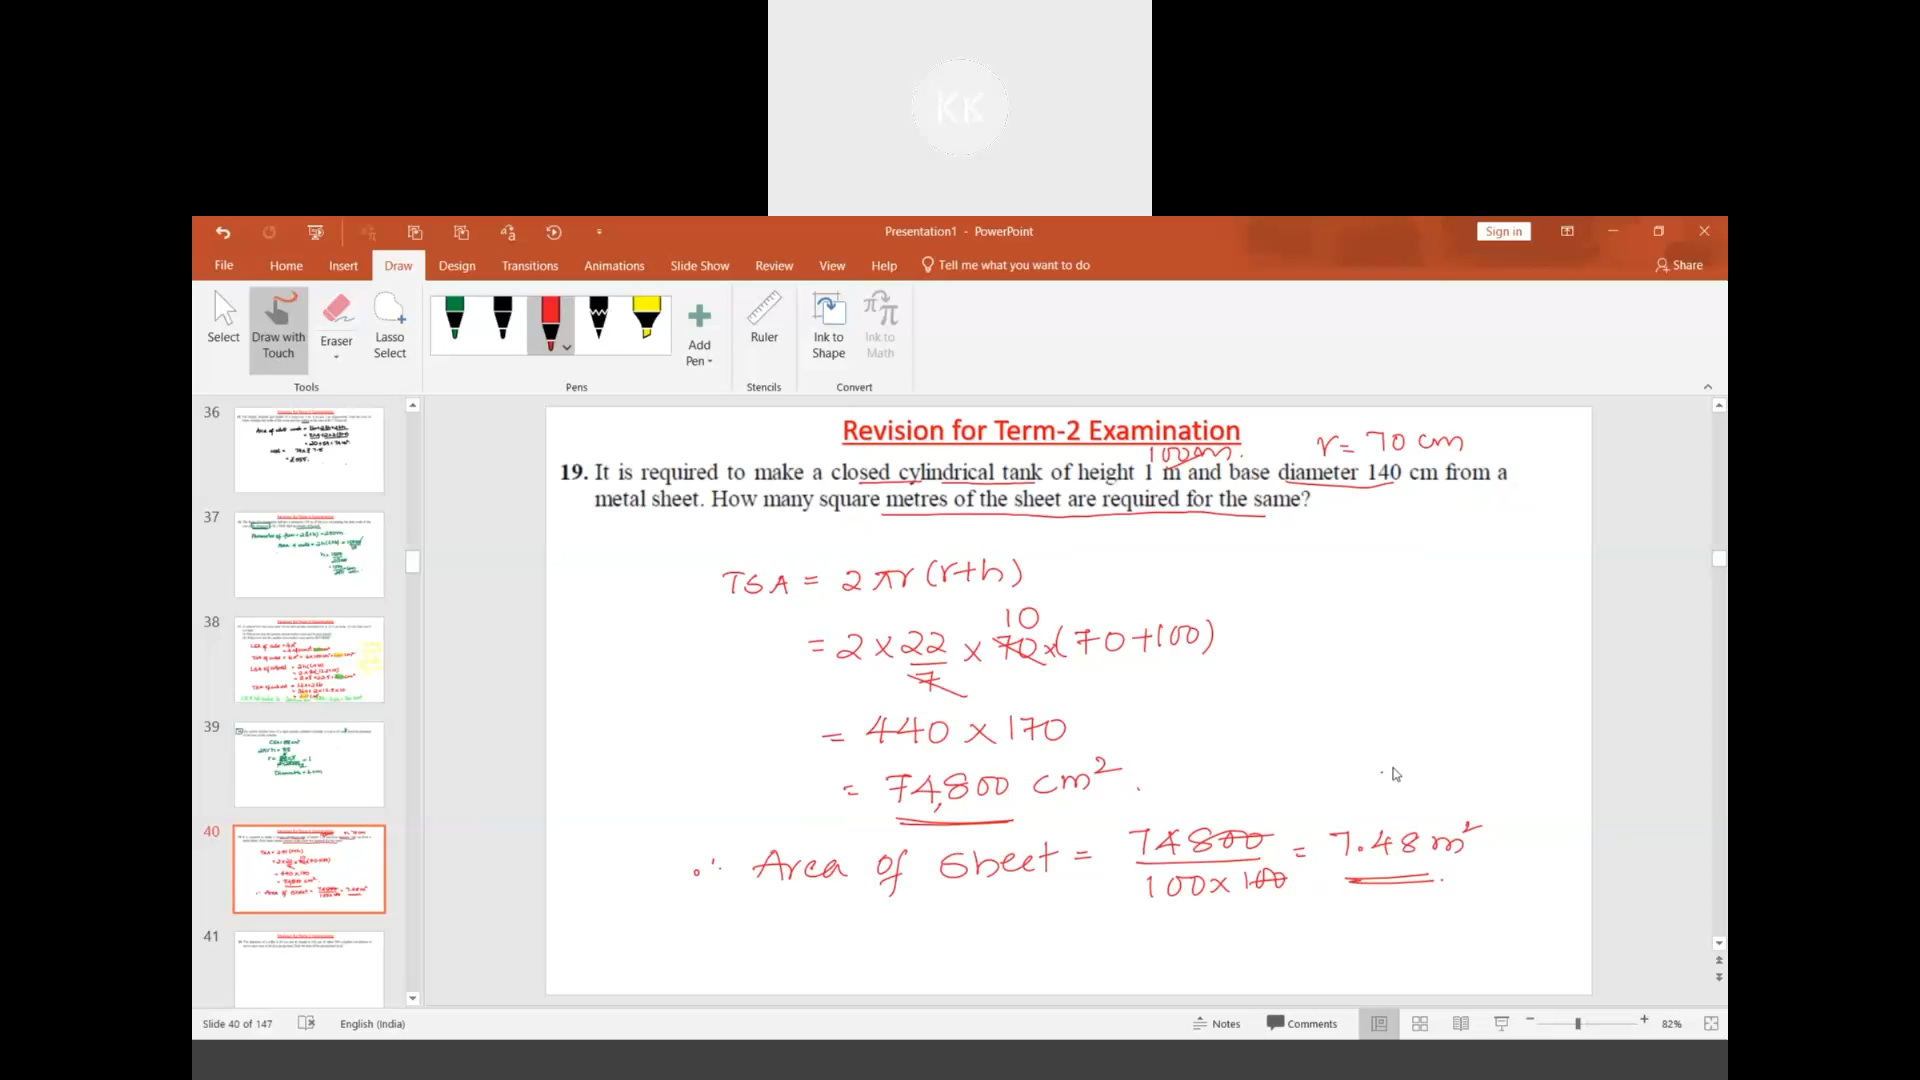 KK
Presentation1 - PowerPoint
Sign in
File Home Insert Draw Design Transitions Animations Slide Show Review View Help Tell me what you want to do
Share
Select Draw with Touch Eraser Lasso Select
Add Pen
Ruler
Ink to Shape
Ink to Math
Tools Pens Stencils Convert
36
37
38
39
40
41
Revision for Term-2 Examination
r = 70 cm
100cm.
19. It is required to make a closed cylindrical tank of height 1 m and base diameter 140 cm from a
metal sheet. How many square metres of the sheet are required for the same?
TSA = 2πr (r+h)
10
= 2 × 22/7 × 70 × (70+100)
= 440 × 170
= 74,800 cm².
∴ Area of Sheet = 74800/100×100 = 7.48 m².
Slide 40 of 147 English (India) Notes Comments 82%